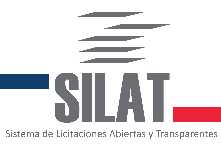 SILAT
Sistema de Licitaciones Abiertas y Transparentes